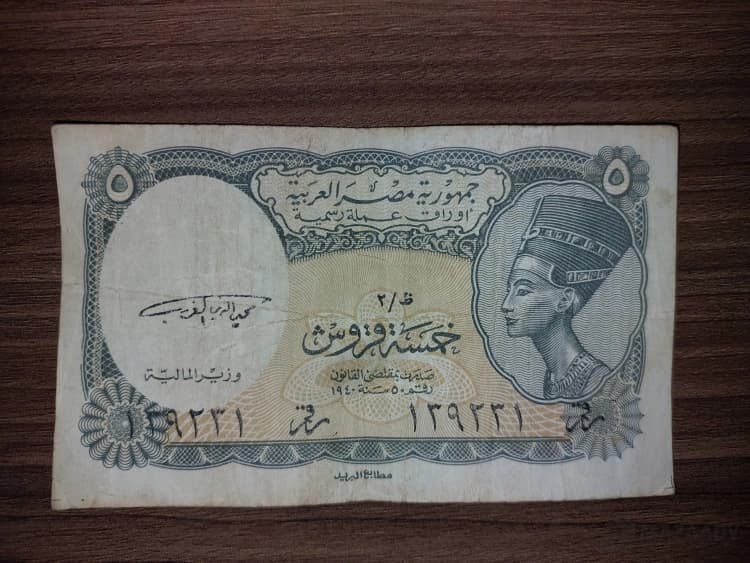 ٥
٥
جمهورية مصر العربية
أوراق عملة رسمية
ظ/٢
خمسة قروش
صدرت بمقتضى القانون
رقم ٥٠ سنة ١٩٤٠
وزير المالية
رقم ١٣٩٢٣١
رقم ١٣٩٢٣١
مطابع البريد